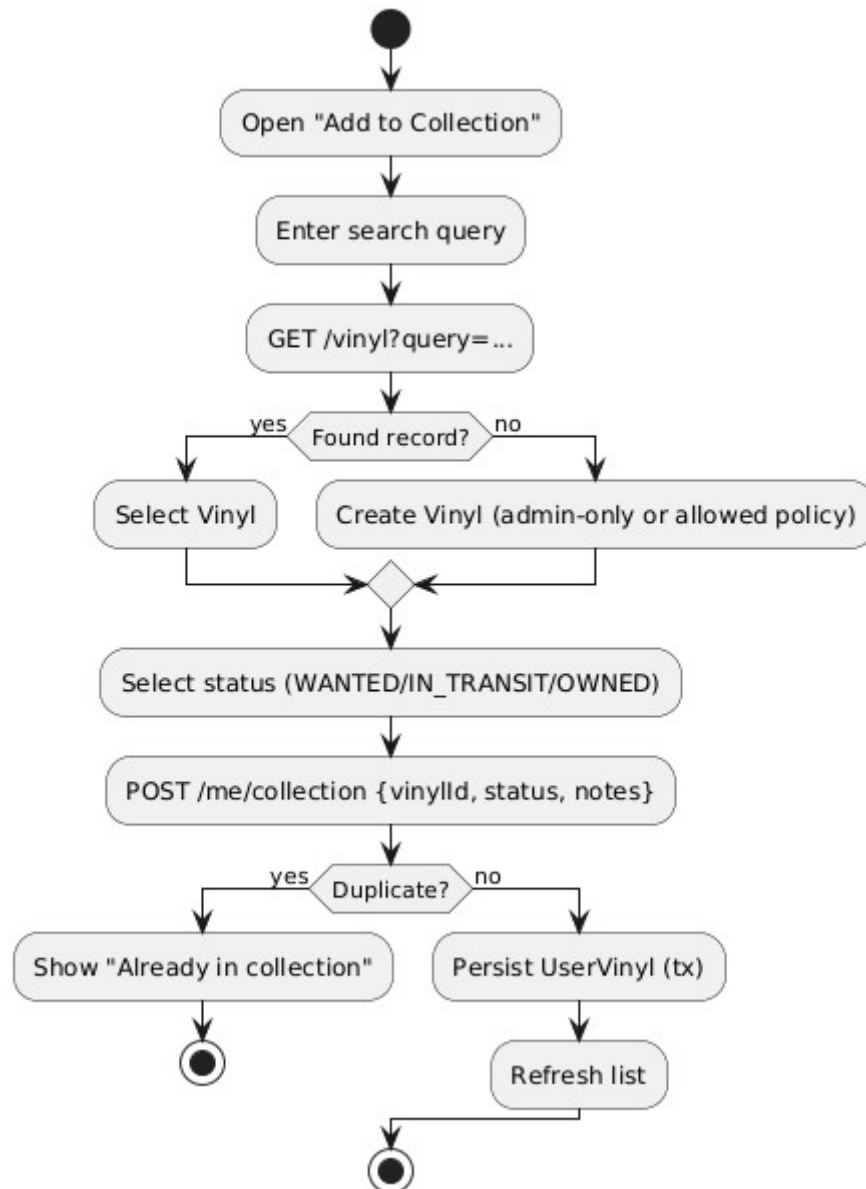 Open "Add to Collection"
Enter search query
GET /vinyl?query=...
yes
Found record?
no
Select Vinyl
Create Vinyl (admin-only or allowed policy)
Select status (WANTED/IN_TRANSIT/OWNED)
POST /me/collection {vinylId, status, notes}
yes
Duplicate?
no
Show "Already in collection"
Persist UserVinyl (tx)
Refresh list